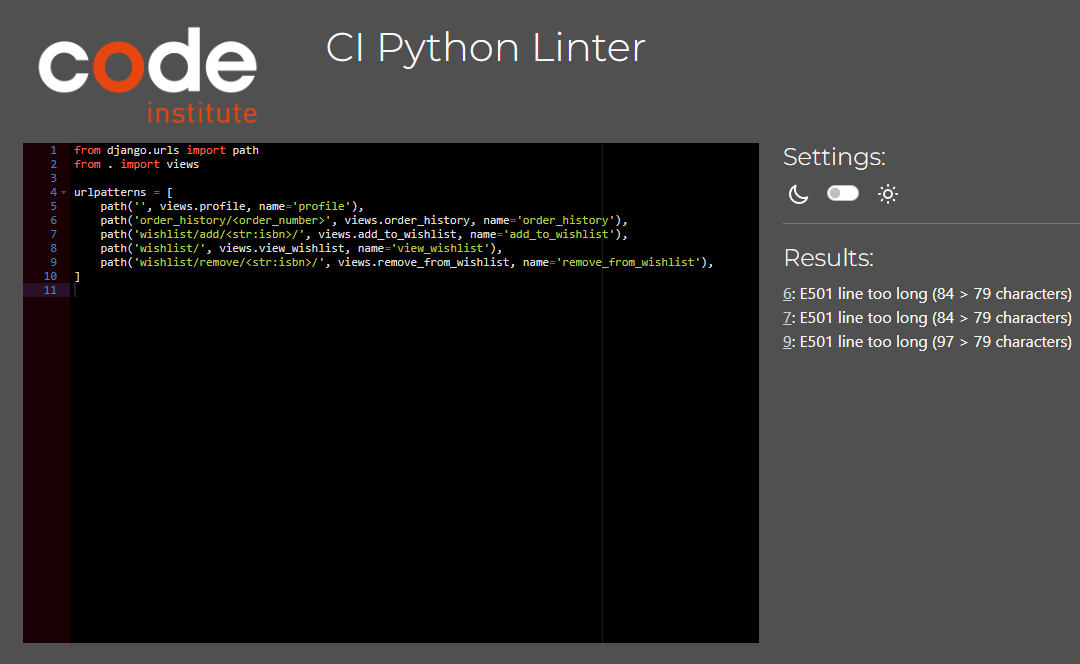 code
institute
CI Python Linter
1 from django.urls import path
2 from . import views
3
4 urlpatterns = [
5     path('', views.profile, name='profile'),
6     path('order_history/<order_number>', views.order_history, name='order_history'),
7     path('wishlist/add/<str:isbn>/', views.add_to_wishlist, name='add_to_wishlist'),
8     path('wishlist/', views.view_wishlist, name='view_wishlist'),
9     path('wishlist/remove/<str:isbn>/', views.remove_from_wishlist, name='remove_from_wishlist'),
10 ]
11
Settings:
Results:
6: E501 line too long (84 > 79 characters)
7: E501 line too long (84 > 79 characters)
9: E501 line too long (97 > 79 characters)